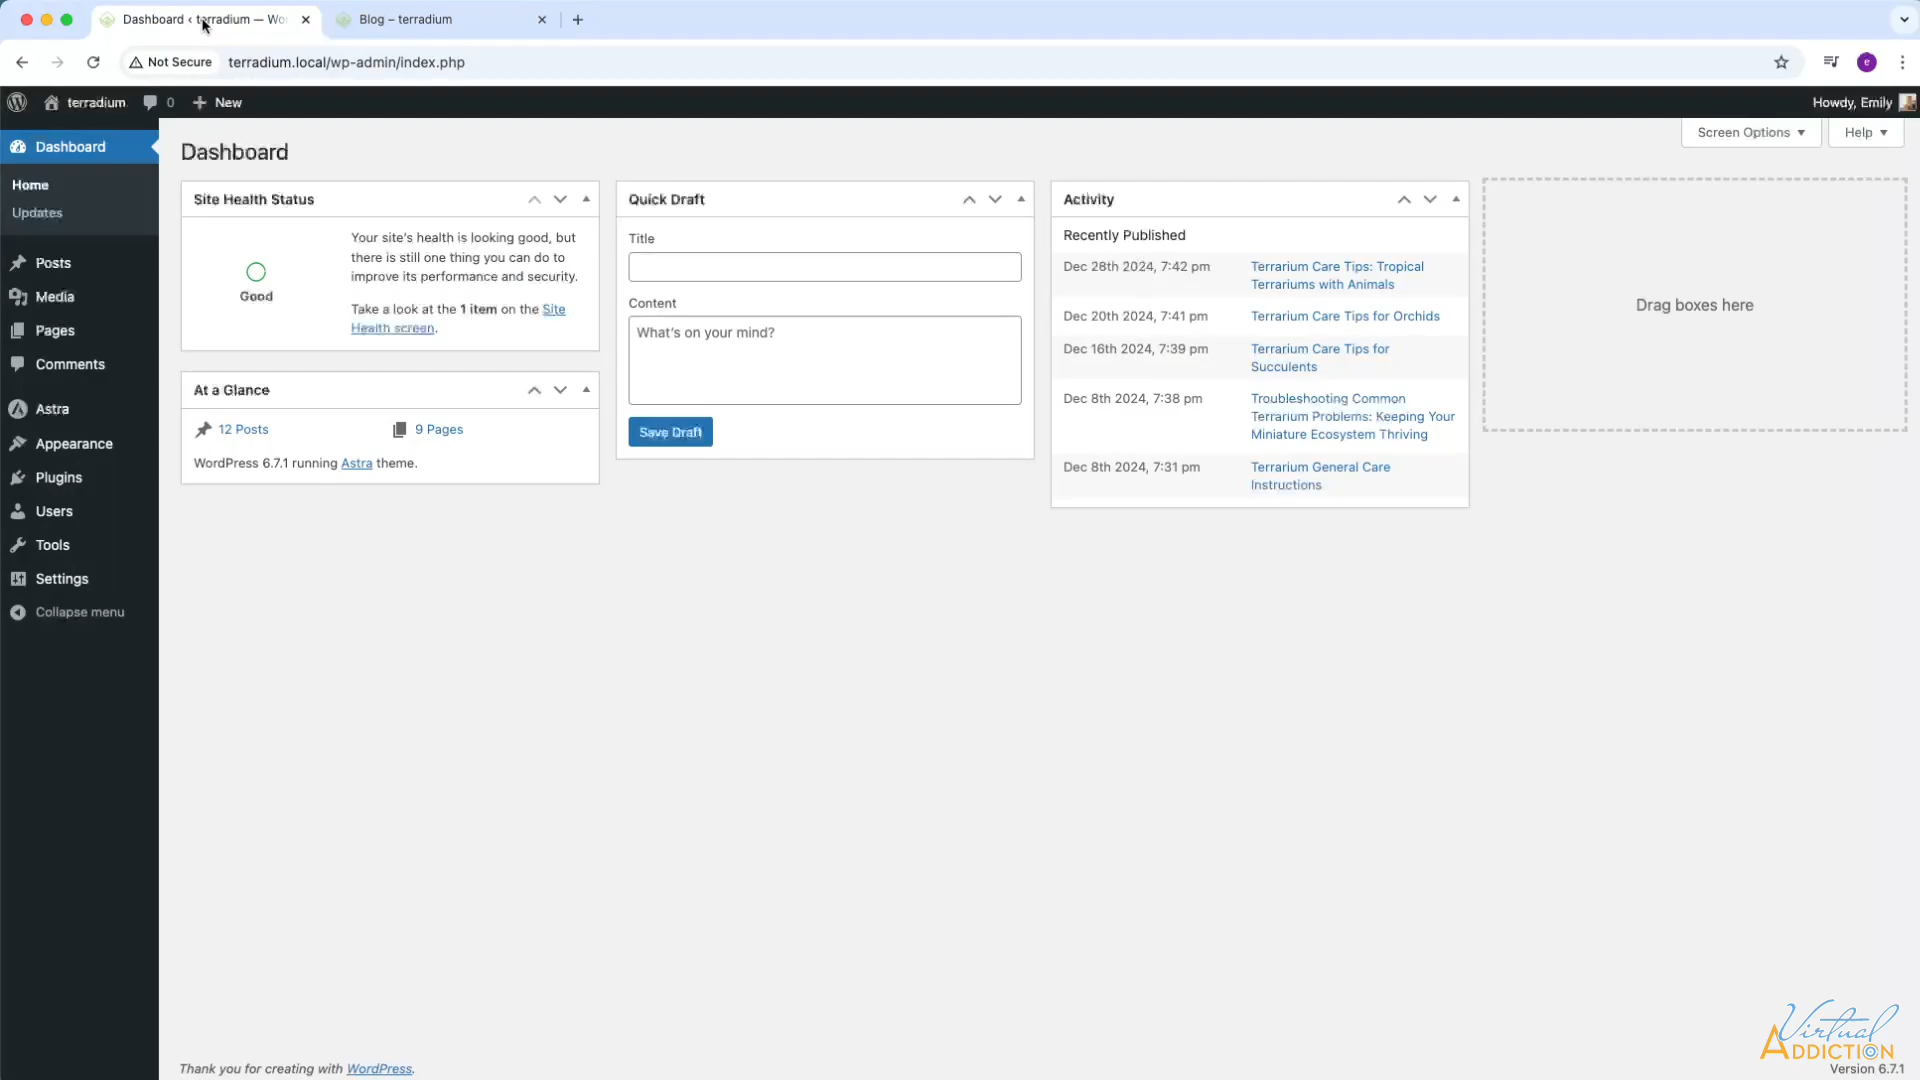 Dashboard ‹ terradium — Wo
Blog – terradium
Not Secure
terradium.local/wp-admin/index.php
e
terradium
0
New
Howdy, Emily
Dashboard
Home
Updates
Posts
Media
Pages
Comments
Astra
Appearance
Plugins
Users
Tools
Settings
Collapse menu
Dashboard
Screen Options
Help
Site Health Status
Good
Your site's health is looking good, but
there is still one thing you can do to
improve its performance and security.
Take a look at the 1 item on the Site
Health screen.
At a Glance
12 Posts
9 Pages
WordPress 6.7.1 running Astra theme.
Quick Draft
Title
Content
What's on your mind?
Save Draft
Activity
Recently Published
Dec 28th 2024, 7:42 pm
Terrarium Care Tips: Tropical
Terrariums with Animals
Dec 20th 2024, 7:41 pm
Terrarium Care Tips for Orchids
Dec 16th 2024, 7:39 pm
Terrarium Care Tips for
Succulents
Dec 8th 2024, 7:38 pm
Troubleshooting Common
Terrarium Problems: Keeping Your
Miniature Ecosystem Thriving
Dec 8th 2024, 7:31 pm
Terrarium General Care
Instructions
Drag boxes here
Thank you for creating with WordPress.
Virtual
ADDICTION
Version 6.7.1